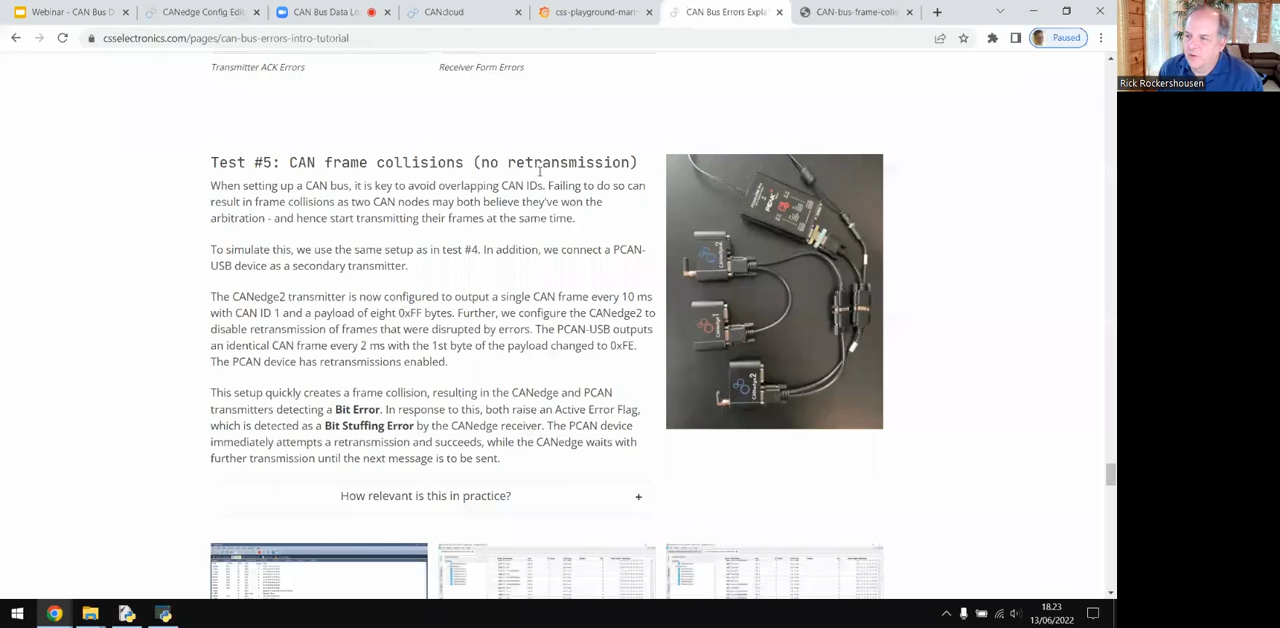 Webinar - CAN Bus D
CANedge Config Edi
CAN Bus Data Lo
CANcloud
css-playground-mari
CAN Bus Errors Expla
CAN-bus-frame-colli
csselectronics.com/pages/can-bus-errors-intro-tutorial
Paused
Rick Rockershousen
Transmitter ACK Errors
Receiver Form Errors
Test #5: CAN frame collisions (no retransmission)
When setting up a CAN bus, it is key to avoid overlapping CAN IDs. Failing to do so can
result in frame collisions as two CAN nodes may both believe they've won the
arbitration - and hence start transmitting their frames at the same time.
To simulate this, we use the same setup as in test #4. In addition, we connect a PCAN-
USB device as a secondary transmitter.
The CANedge2 transmitter is now configured to output a single CAN frame every 10 ms
with CAN ID 1 and a payload of eight 0xFF bytes. Further, we configure the CANedge2 to
disable retransmission of frames that were disrupted by errors. The PCAN-USB outputs
an identical CAN frame every 2 ms with the 1st byte of the payload changed to 0xFE.
The PCAN device has retransmissions enabled.
This setup quickly creates a frame collision, resulting in the CANedge and PCAN
transmitters detecting a Bit Error. In response to this, both raise an Active Error Flag,
which is detected as a Bit Stuffing Error by the CANedge receiver. The PCAN device
immediately attempts a retransmission and succeeds, while the CANedge waits with
further transmission until the next message is to be sent.
How relevant is this in practice?
+
PEAK
CANedge2
CANedge1
CANedge2
18.23
13/06/2022